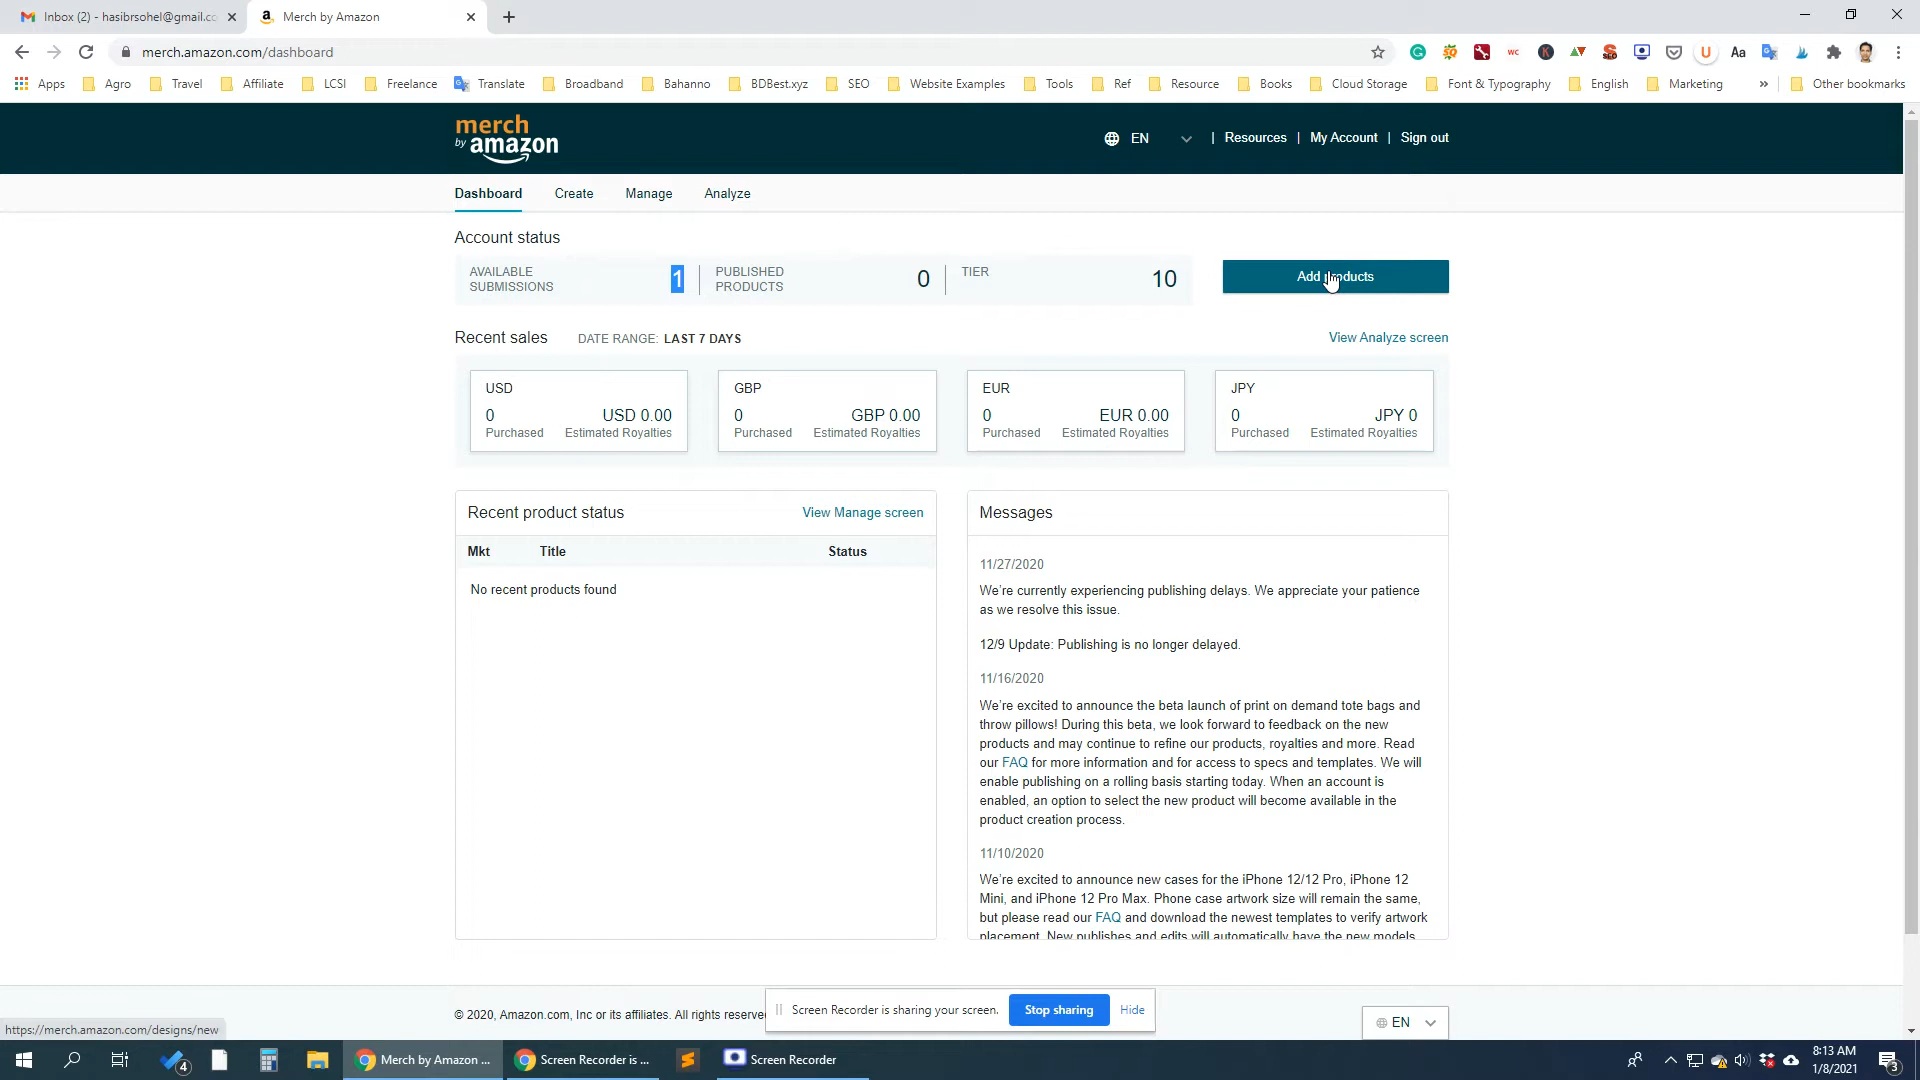 Inbox (2) - hasibrsohel@gmail.co
Merch by Amazon
merch.amazon.com/dashboard
Apps
Agro
Travel
Affiliate
LCSI
Freelance
Translate
Broadband
Bahanno
BDBest.xyz
SEO
Website Examples
Tools
Ref
Resource
Books
Cloud Storage
Font & Typography
English
Marketing
»
Other bookmarks
merch
by amazon
EN
| Resources | My Account | Sign out
Dashboard
Create
Manage
Analyze
Account status
AVAILABLE SUBMISSIONS
1
PUBLISHED PRODUCTS
0
TIER
10
Add products
Recent sales
DATE RANGE: LAST 7 DAYS
View Analyze screen
USD
0
USD 0.00
Purchased
Estimated Royalties
GBP
0
GBP 0.00
Purchased
Estimated Royalties
EUR
0
EUR 0.00
Purchased
Estimated Royalties
JPY
0
JPY 0
Purchased
Estimated Royalties
Recent product status
View Manage screen
Mkt
Title
Status
No recent products found
Messages
11/27/2020
We're currently experiencing publishing delays. We appreciate your patience
as we resolve this issue.
12/9 Update: Publishing is no longer delayed.
11/16/2020
We're excited to announce the beta launch of print on demand tote bags and
throw pillows! During this beta, we look forward to feedback on the new
products and may continue to refine our products, royalties and more. Read
our FAQ for more information and for access to specs and templates. We will
enable publishing on a rolling basis starting today. When an account is
enabled, an option to select the new product will become available in the
product creation process.
11/10/2020
We're excited to announce new cases for the iPhone 12/12 Pro, iPhone 12
Mini, and iPhone 12 Pro Max. Phone case artwork size will remain the same,
but please read our FAQ and download the newest templates to verify artwork
placement. New publishes and edits will automatically have the new models
© 2020, Amazon.com, Inc or its affiliates. All rights reserve
Screen Recorder is sharing your screen.
Stop sharing
Hide
EN
https://merch.amazon.com/designs/new
4
Merch by Amazon ...
Screen Recorder is ...
Screen Recorder
8:13 AM
1/8/2021
3